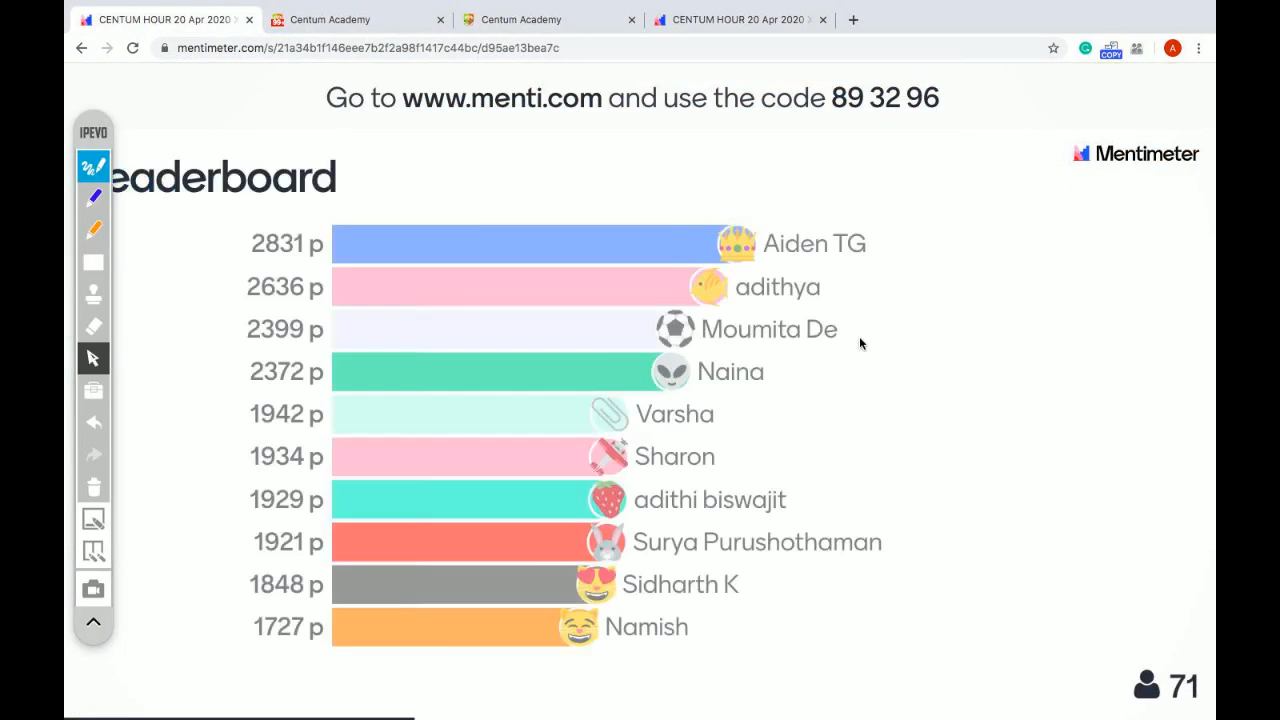 CENTUM HOUR 20 Apr 2020
Centum Academy
Centum Academy
CENTUM HOUR 20 Apr 2020
mentimeter.com/s/21a34b1f146eee7b2f2a98f1417c44bc/d95ae13bea7c
COPY
A
Go to www.menti.com and use the code 89 32 96
IPEVO
Mentimeter
eaderboard
2831 p Aiden TG
2636 p adithya
2399 p Moumita De
2372 p Naina
1942 p Varsha
1934 p Sharon
1929 p adithi biswajit
1921 p Surya Purushothaman
1848 p Sidharth K
1727 p Namish
71